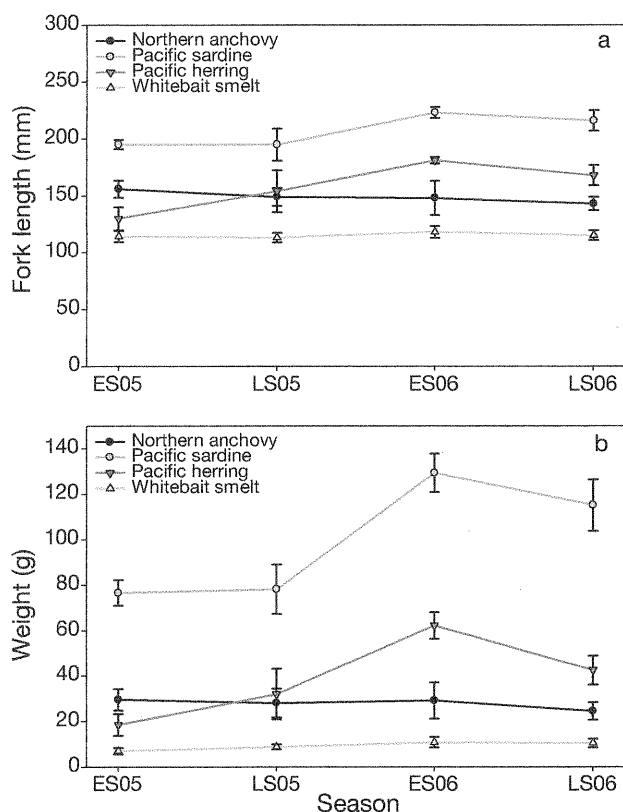 300
250
200
150
100
50
0
Fork length (mm)
Northern anchovy
Pacific sardine
Pacific herring
Whitebait smelt
a
ES05 LS05 ES06 LS06
140
120
100
80
60
40
20
0
Weight (g)
Northern anchovy
Pacific sardine
Pacific herring
Whitebait smelt
b
ES05 LS05 ES06 LS06
Season